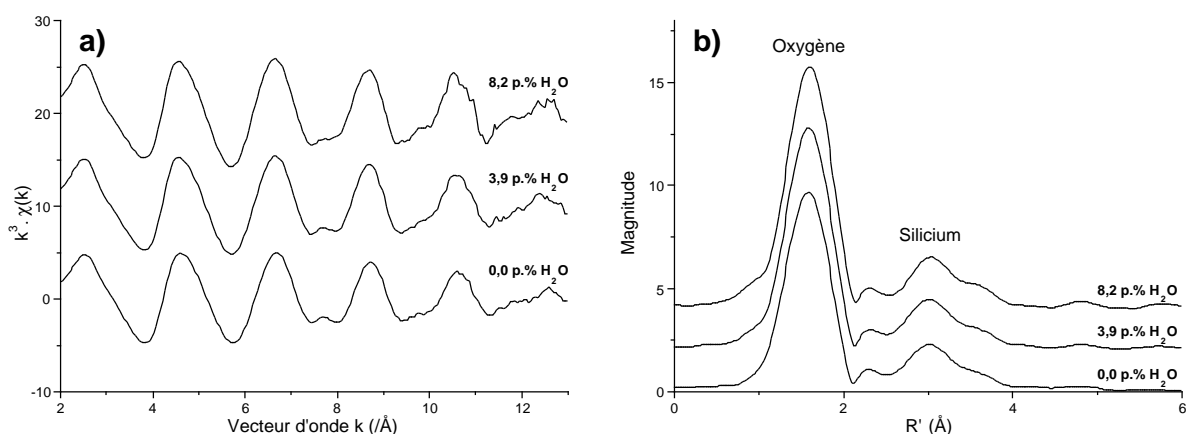 a)
30
20
10
0
-10
k³. χ(k)
8,2 p.% H₂O
3,9 p.% H₂O
0,0 p.% H₂O
2 4 6 8 10 12
Vecteur d'onde k (/Å)
b)
Oxygène
Silicium
15
10
5
0
Magnitude
8,2 p.% H₂O
3,9 p.% H₂O
0,0 p.% H₂O
0 2 4 6
R' (Å)